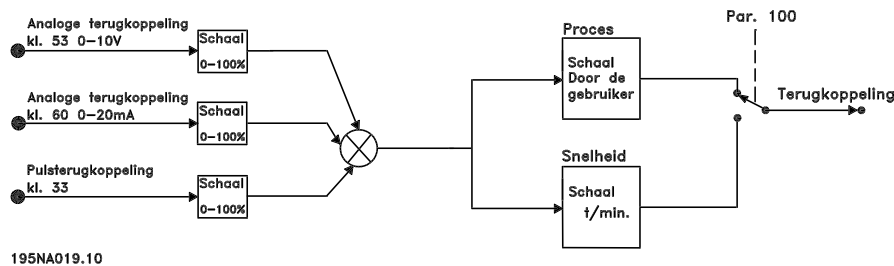 Analoge terugkoppeling
kl. 53 0-10V
Schaal
0-100%
Analoge terugkoppeling
kl. 60 0-20mA
Schaal
0-100%
Pulsterugkoppeling
kl. 33
Schaal
0-100%
Proces
Schaal
Door de
gebruiker
Snelheid
Schaal
t/min.
Par. 100
Terugkoppeling
195NA019.10